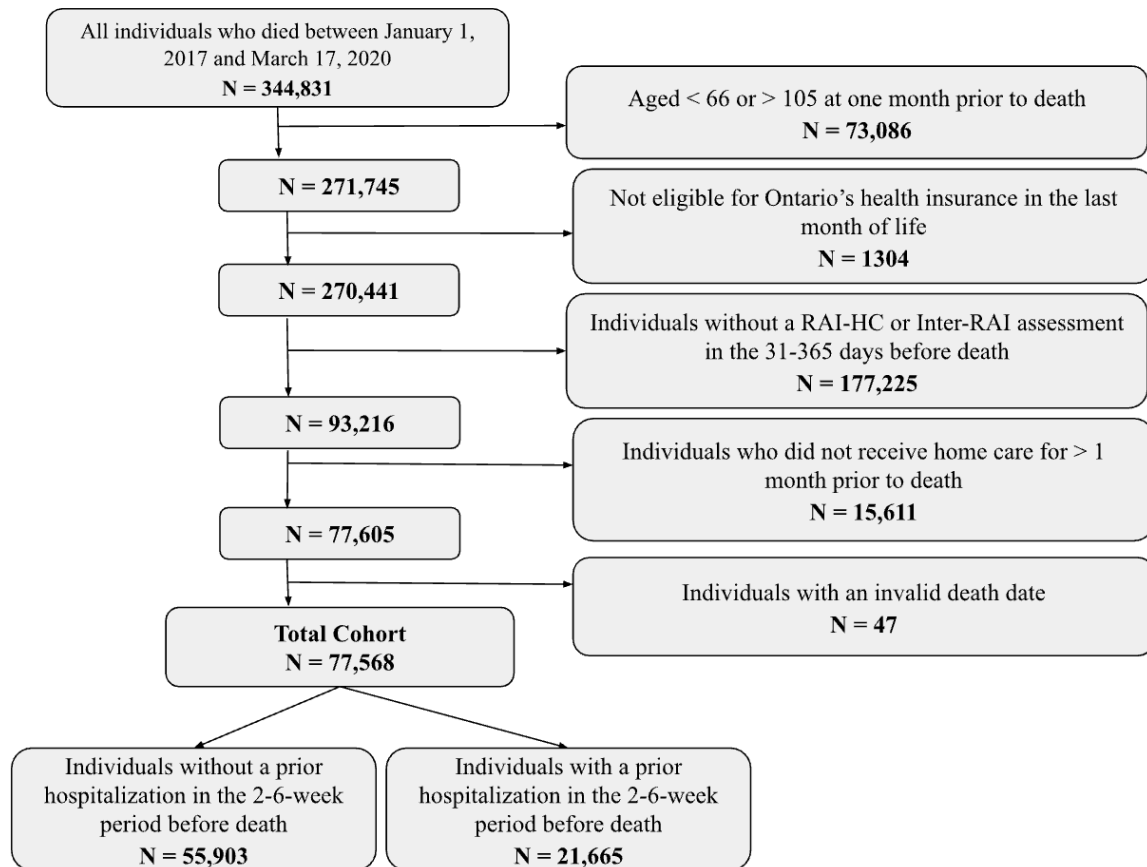 All individuals who died between January 1,
2017 and March 17, 2020
N = 344,831
Aged < 66 or > 105 at one month prior to death
N = 73,086
N = 271,745
Not eligible for Ontario’s health insurance in the last
month of life
N = 1304
N = 270,441
Individuals without a RAI-HC or Inter-RAI assessment
in the 31-365 days before death
N = 177,225
N = 93,216
Individuals who did not receive home care for > 1
month prior to death
N = 15,611
N = 77,605
Individuals with an invalid death date
N = 47
Total Cohort
N = 77,568
Individuals without a prior
hospitalization in the 2-6-week
period before death
N = 55,903
Individuals with a prior
hospitalization in the 2-6-week
period before death
N = 21,665